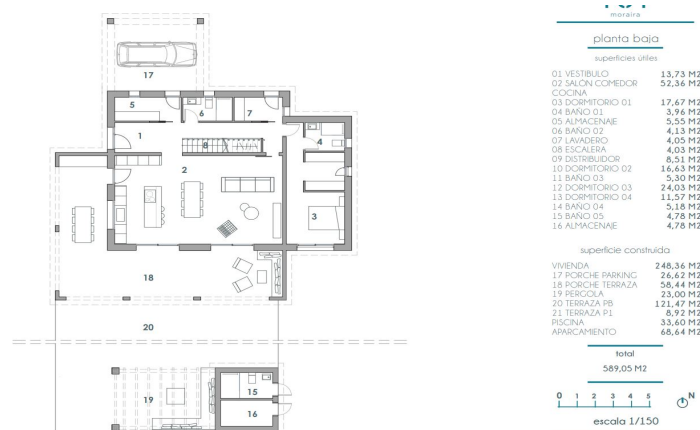 moraira
planta baja
superficies útiles
01 VESTIBULO 13,73 M2
02 SALON COMEDOR 52,36 M2
COCINA
03 DORMITORIO 01 17,67 M2
04 BAÑO 01 3,96 M2
05 ALMACENAJE 5,55 M2
06 BAÑO 02 4,13 M2
07 LAVADERO 4,05 M2
08 ESCALERA 4,03 M2
09 DISTRIBUIDOR 8,51 M2
10 DORMITORIO 02 16,63 M2
11 BAÑO 03 5,30 M2
12 DORMITORIO 03 24,03 M2
13 DORMITORIO 04 11,57 M2
14 BAÑO 04 5,18 M2
15 BAÑO 05 4,78 M2
16 ALMACENAJE 4,78 M2
superficie construida
VIVIENDA 248,36 M2
17 PORCHE PARKING 26,62 M2
18 PORCHE TERRAZA 58,44 M2
19 PERGOLA 23,00 M2
20 TERRAZA PB 121,47 M2
21 TERRAZA P1 8,92 M2
PISCINA 33,60 M2
APARCAMIENTO 68,64 M2
total
589,05 M2
0 1 2 3 4 5 N
escala 1/150
17
5 6 7
1 8 4
2
3
18
20
19 15
16